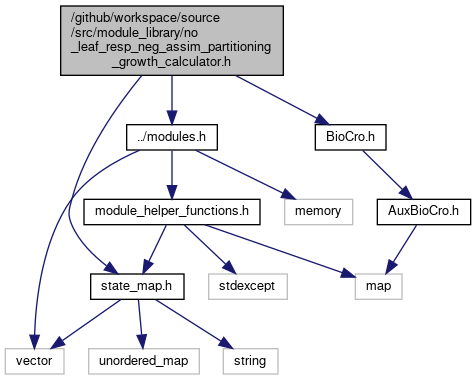 /github/workspace/source
/src/module_library/no
_leaf_resp_neg_assim_partitioning
_growth_calculator.h
../modules.h
BioCro.h
module_helper_functions.h
memory
AuxBioCro.h
state_map.h
stdexcept
map
vector
unordered_map
string